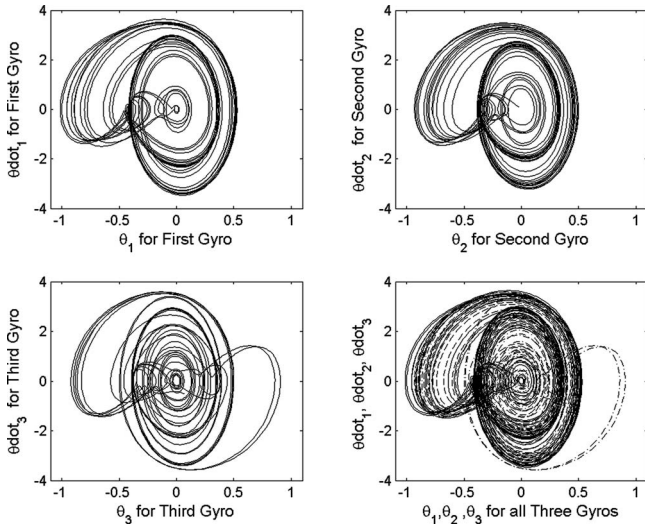 4
2
0
-2
-4
-1 -0.5 0 0.5 1
θdot₁ for First Gyro
θ₁ for First Gyro
4
2
0
-2
-4
-1 -0.5 0 0.5 1
θdot₂ for Second Gyro
θ₂ for Second Gyro
4
2
0
-2
-4
-1 -0.5 0 0.5 1
θdot₃ for Third Gyro
θ₃ for Third Gyro
4
2
0
-2
-4
-1 -0.5 0 0.5 1
θdot₁, θdot₂, θdot₃
θ₁,θ₂ ,θ₃ for all Three Gyros